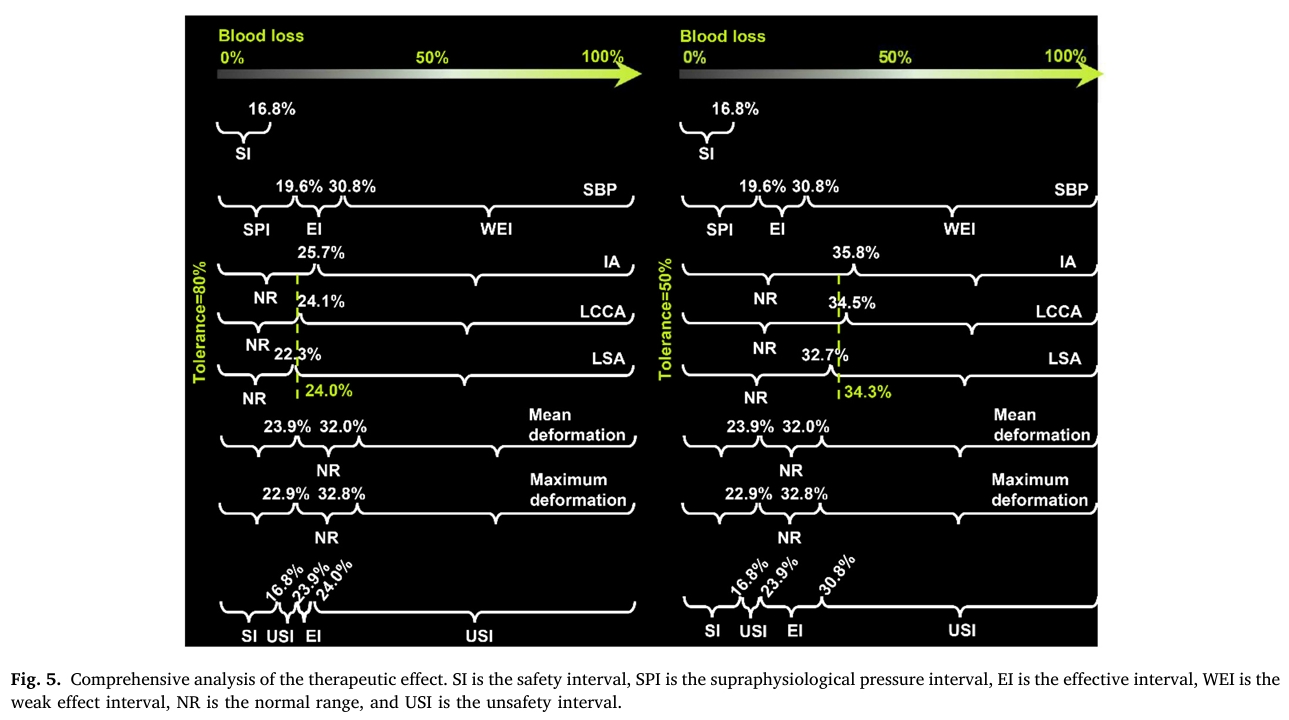 Blood loss
0% 50% 100%
16.8%
SI
19.6% 30.8% SBP
SPI EI WEI
Tolerance=80%
25.7% IA
NR
24.1% LCCA
NR
22.3% LSA
NR 24.0%
23.9% 32.0% Mean
deformation
NR
22.9% 32.8% Maximum
deformation
NR
16.8% 23.9% 24.0%
SI USI EI USI
Blood loss
0% 50% 100%
16.8%
SI
19.6% 30.8% SBP
SPI EI WEI
Tolerance=50%
35.8% IA
NR
34.5% LCCA
NR
32.7% LSA
NR 34.3%
23.9% 32.0% Mean
deformation
NR
22.9% 32.8% Maximum
deformation
NR
16.8% 23.9% 30.8%
SI USI EI USI
Fig. 5. Comprehensive analysis of the therapeutic effect. SI is the safety interval, SPI is the supraphysiological pressure interval, EI is the effective interval, WEI is the
weak effect interval, NR is the normal range, and USI is the unsafety interval.